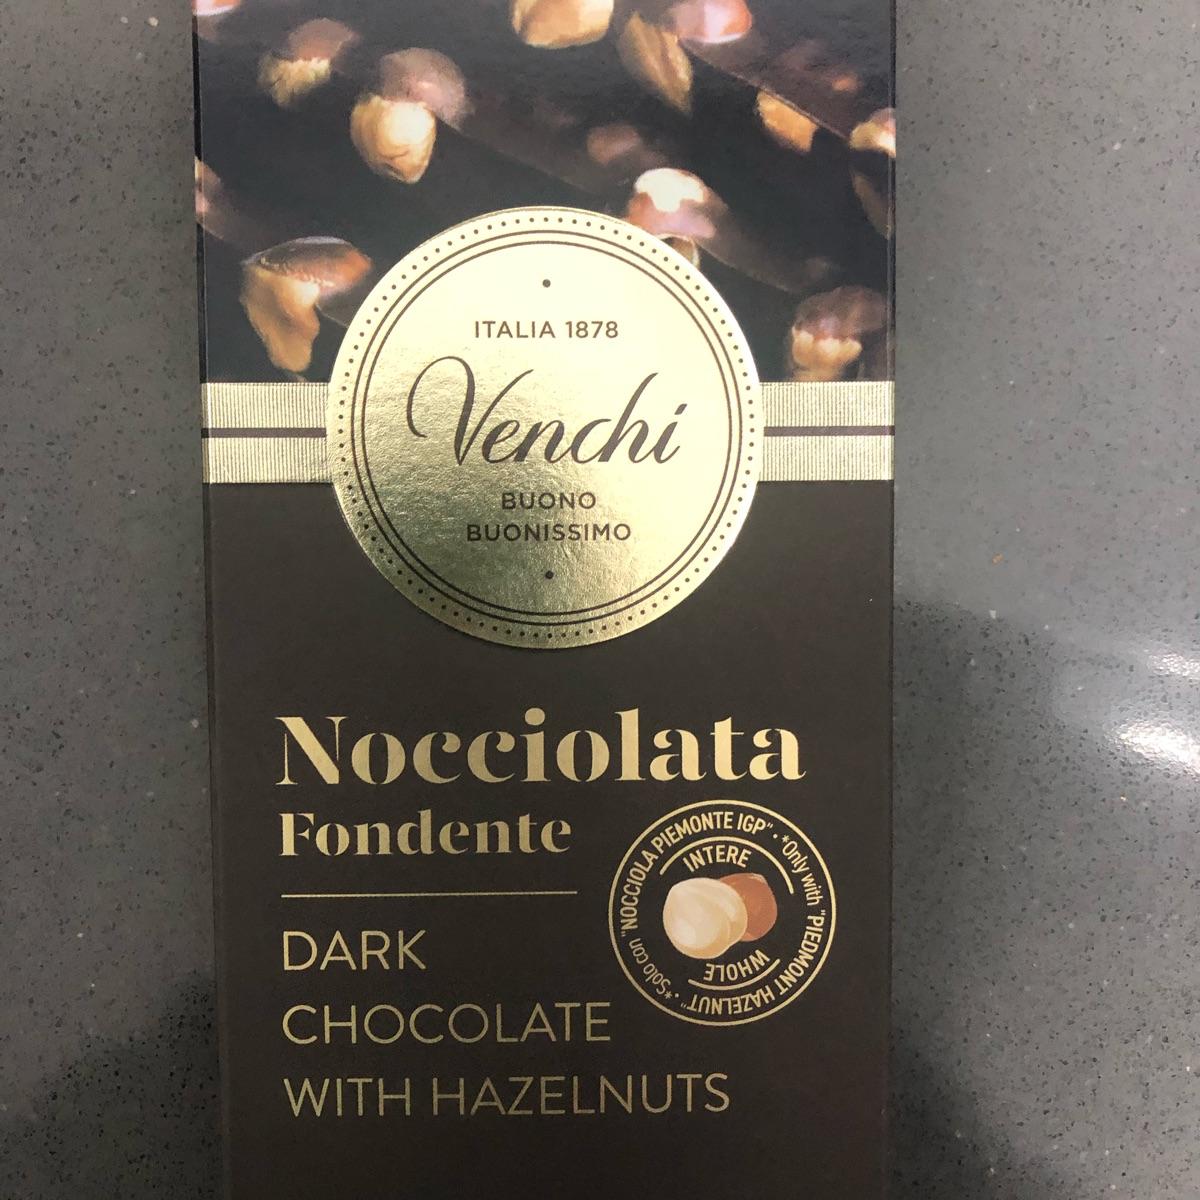 ITALIA 1878
Venchi
BUONO
BUONISSIMO
Nocciolata
Fondente
DARK
CHOCOLATE
WITH HAZELNUTS
*Solo con "NOCCIOLA PIEMONTE IGP" · *Only with "PIEDMONT HAZELNUT" ·
INTERE
WHOLE